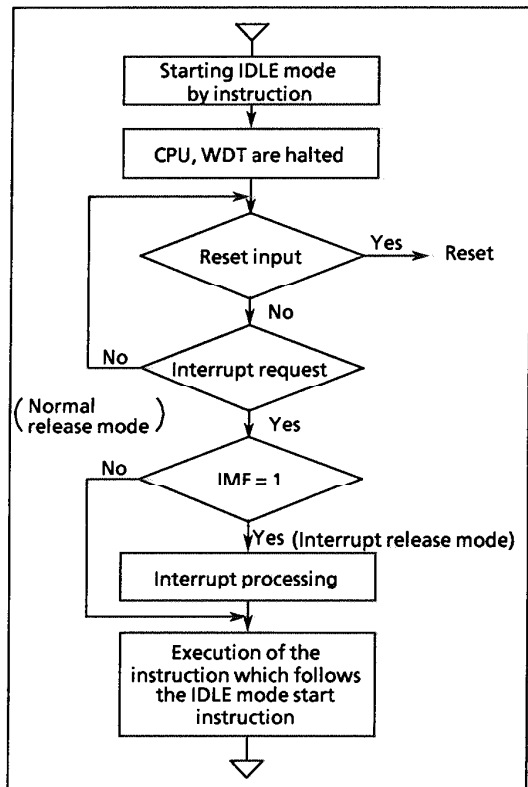 Starting IDLE mode
by instruction
CPU, WDT are halted
Reset input
Yes
Reset
No
No
Interrupt request
(Normal
release mode)
Yes
No
IMF = 1
Yes (Interrupt release mode)
Interrupt processing
Execution of the
instruction which follows
the IDLE mode start
instruction